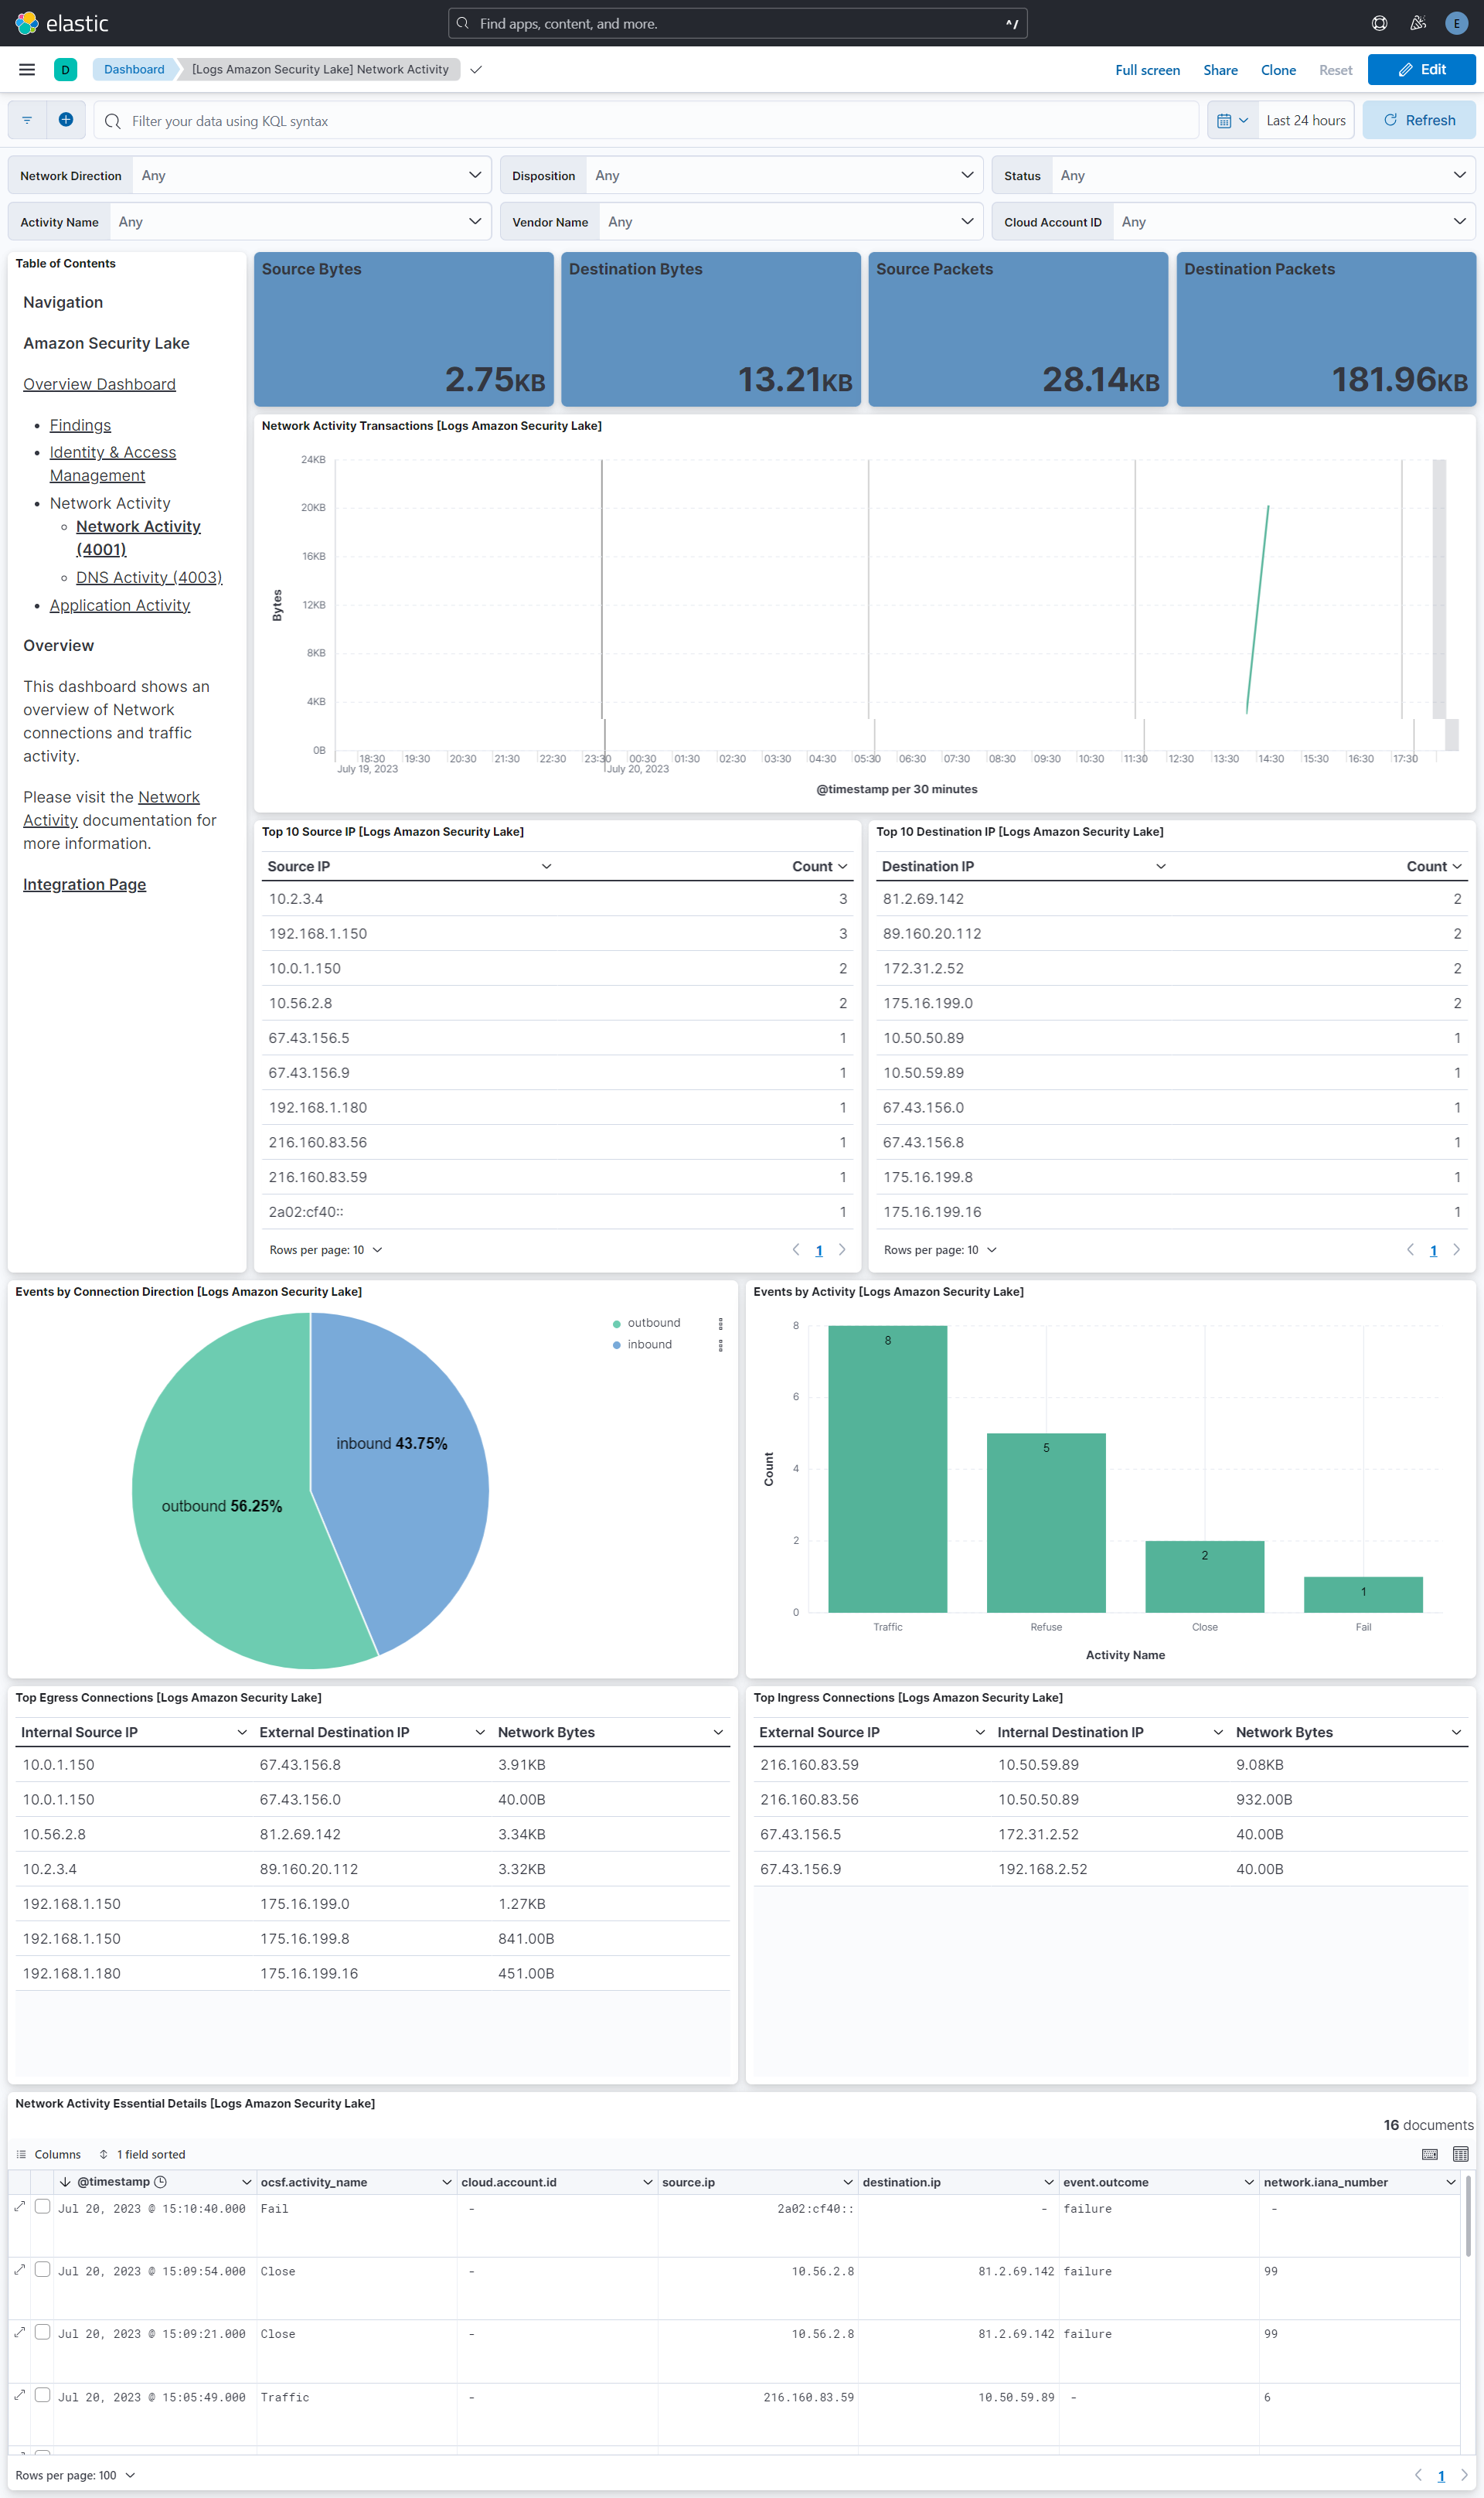 elastic
Find apps, content, and more.
^/
E
D
Dashboard
[Logs Amazon Security Lake] Network Activity
Full screen
Share
Clone
Reset
Edit
Filter your data using KQL syntax
Last 24 hours
Refresh
Network Direction Any
Disposition Any
Status Any
Activity Name Any
Vendor Name Any
Cloud Account ID Any
Table of Contents
Navigation
Amazon Security Lake
Overview Dashboard
Findings
Identity & Access
Management
Network Activity
Network Activity
(4001)
DNS Activity (4003)
Application Activity
Overview
This dashboard shows an
overview of Network
connections and traffic
activity.
Please visit the Network
Activity documentation for
more information.
Integration Page
Source Bytes
2.75KB
Destination Bytes
13.21KB
Source Packets
28.14KB
Destination Packets
181.96KB
Network Activity Transactions [Logs Amazon Security Lake]
24KB
20KB
16KB
12KB
8KB
4KB
0B
Bytes
18:30 19:30 20:30 21:30 22:30 23:30 00:30 01:30 02:30 03:30 04:30 05:30 06:30 07:30 08:30 09:30 10:30 11:30 12:30 13:30 14:30 15:30 16:30 17:30
July 19, 2023 July 20, 2023
@timestamp per 30 minutes
Top 10 Source IP [Logs Amazon Security Lake]
Source IP Count
10.2.3.4 3
192.168.1.150 3
10.0.1.150 2
10.56.2.8 2
67.43.156.5 1
67.43.156.9 1
192.168.1.180 1
216.160.83.56 1
216.160.83.59 1
2a02:cf40:: 1
Rows per page: 10
1
Top 10 Destination IP [Logs Amazon Security Lake]
Destination IP Count
81.2.69.142 2
89.160.20.112 2
172.31.2.52 2
175.16.199.0 2
10.50.50.89 1
10.50.59.89 1
67.43.156.0 1
67.43.156.8 1
175.16.199.8 1
175.16.199.16 1
Rows per page: 10
1
Events by Connection Direction [Logs Amazon Security Lake]
outbound
inbound
inbound 43.75%
outbound 56.25%
Events by Activity [Logs Amazon Security Lake]
8
6
4
2
0
Count
8
5
2
1
Traffic Refuse Close Fail
Activity Name
Top Egress Connections [Logs Amazon Security Lake]
Internal Source IP External Destination IP Network Bytes
10.0.1.150 67.43.156.8 3.91KB
10.0.1.150 67.43.156.0 40.00B
10.56.2.8 81.2.69.142 3.34KB
10.2.3.4 89.160.20.112 3.32KB
192.168.1.150 175.16.199.0 1.27KB
192.168.1.150 175.16.199.8 841.00B
192.168.1.180 175.16.199.16 451.00B
Top Ingress Connections [Logs Amazon Security Lake]
External Source IP Internal Destination IP Network Bytes
216.160.83.59 10.50.59.89 9.08KB
216.160.83.56 10.50.50.89 932.00B
67.43.156.5 172.31.2.52 40.00B
67.43.156.9 192.168.2.52 40.00B
Network Activity Essential Details [Logs Amazon Security Lake]
16 documents
Columns 1 field sorted
@timestamp ocsf.activity_name cloud.account.id source.ip destination.ip event.outcome network.iana_number
Jul 20, 2023 @ 15:10:40.000 Fail - 2a02:cf40:: - failure -
Jul 20, 2023 @ 15:09:54.000 Close - 10.56.2.8 81.2.69.142 failure 99
Jul 20, 2023 @ 15:09:21.000 Close - 10.56.2.8 81.2.69.142 failure 99
Jul 20, 2023 @ 15:05:49.000 Traffic - 216.160.83.59 10.50.59.89 - 6
Rows per page: 100
1